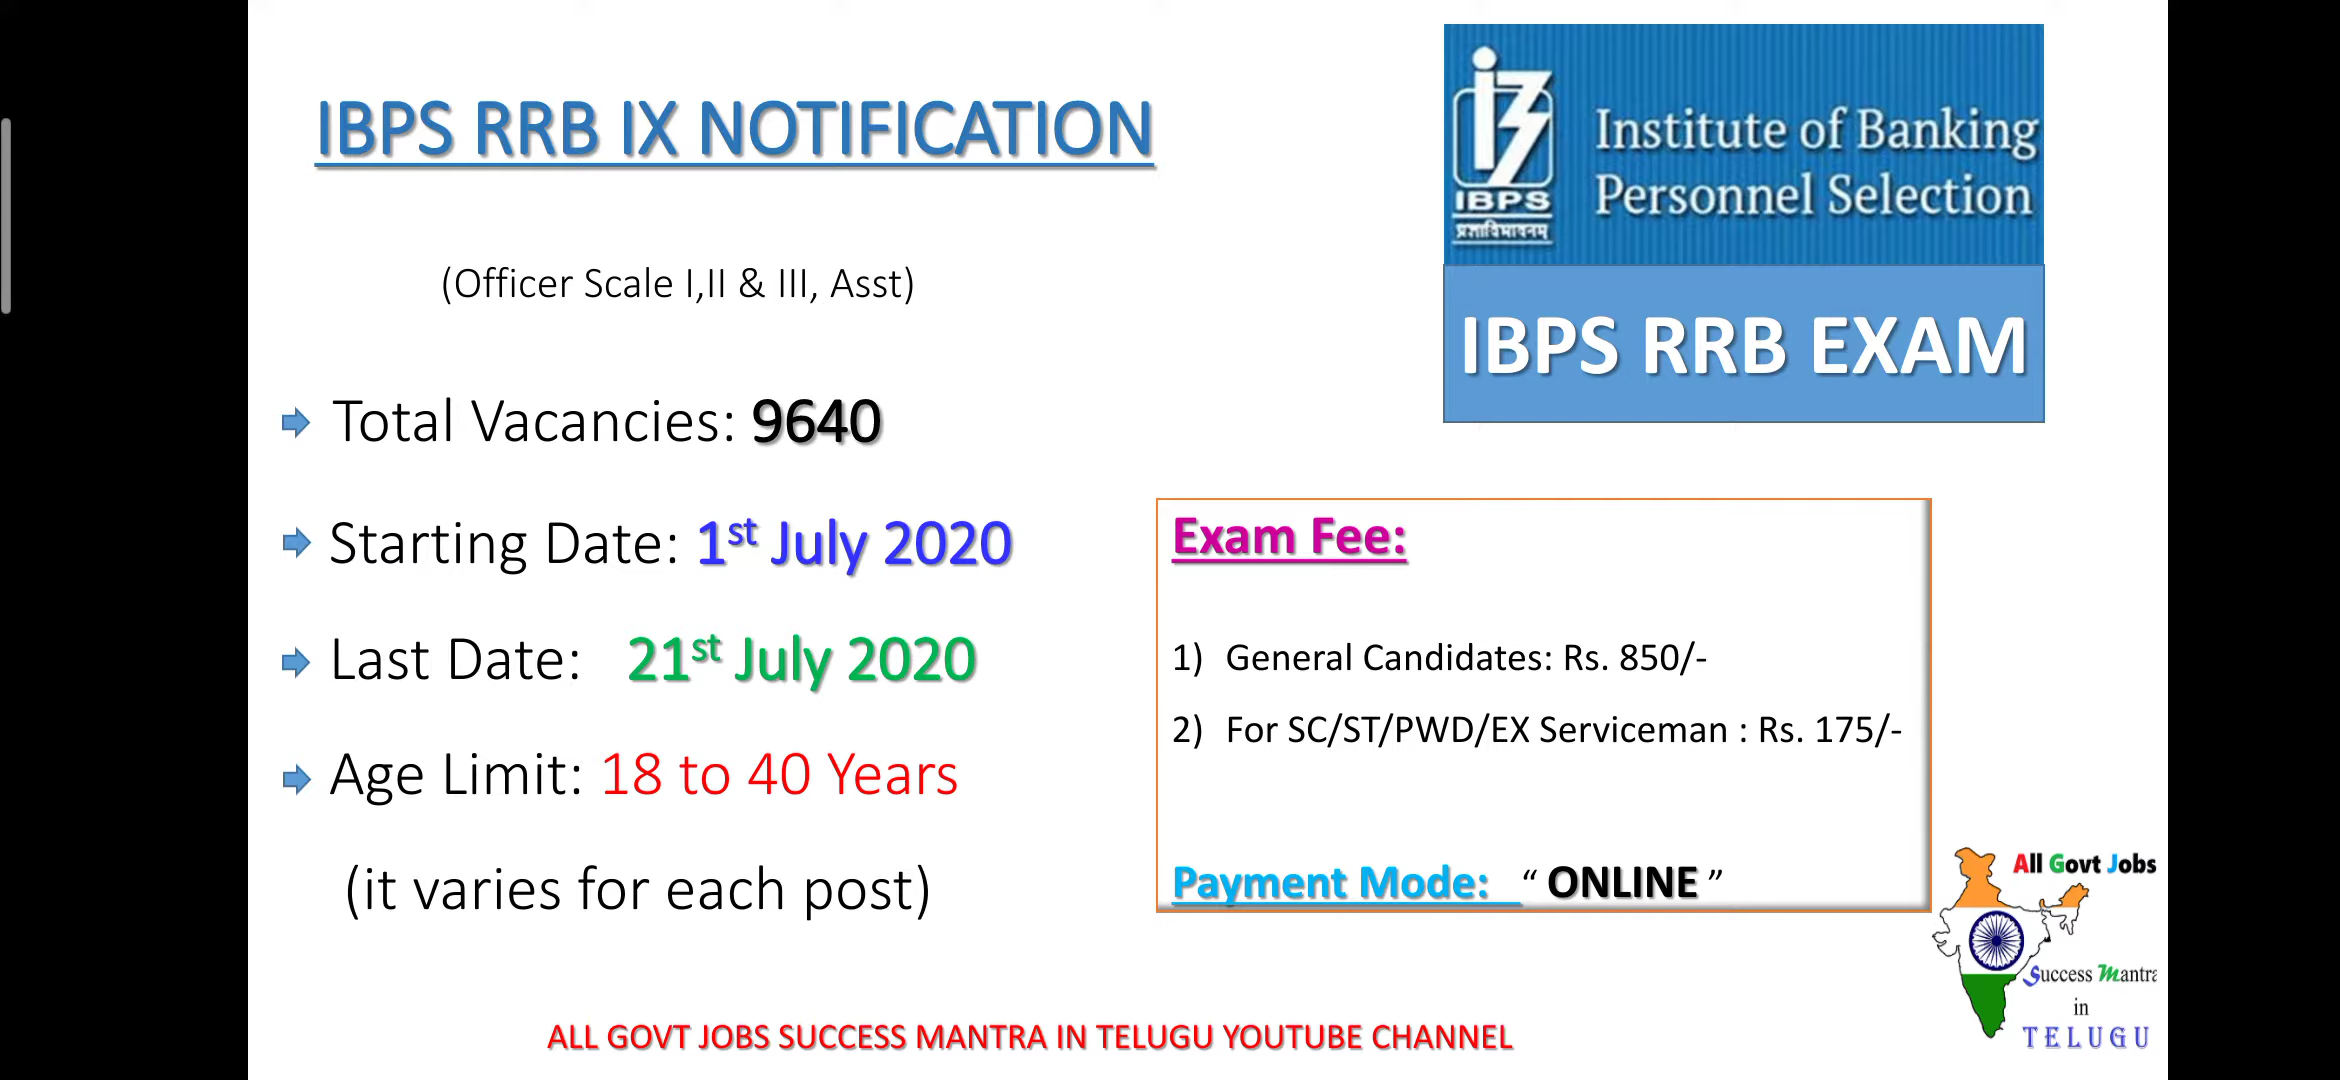 IBPS RRB IX NOTIFICATION
(Officer Scale I,II & III, Asst)
Total Vacancies: 9640
Starting Date: 1st July 2020
Last Date: 21st July 2020
Age Limit: 18 to 40 Years
(it varies for each post)
Institute of Banking
Personnel Selection
IBPS
प्रज्ञाविभावनम्
IBPS RRB EXAM
Exam Fee:
1) General Candidates: Rs. 850/-
2) For SC/ST/PWD/EX Serviceman : Rs. 175/-
Payment Mode: “ ONLINE ”
All Govt Jobs
Success Mantra
in
TELUGU
ALL GOVT JOBS SUCCESS MANTRA IN TELUGU YOUTUBE CHANNEL